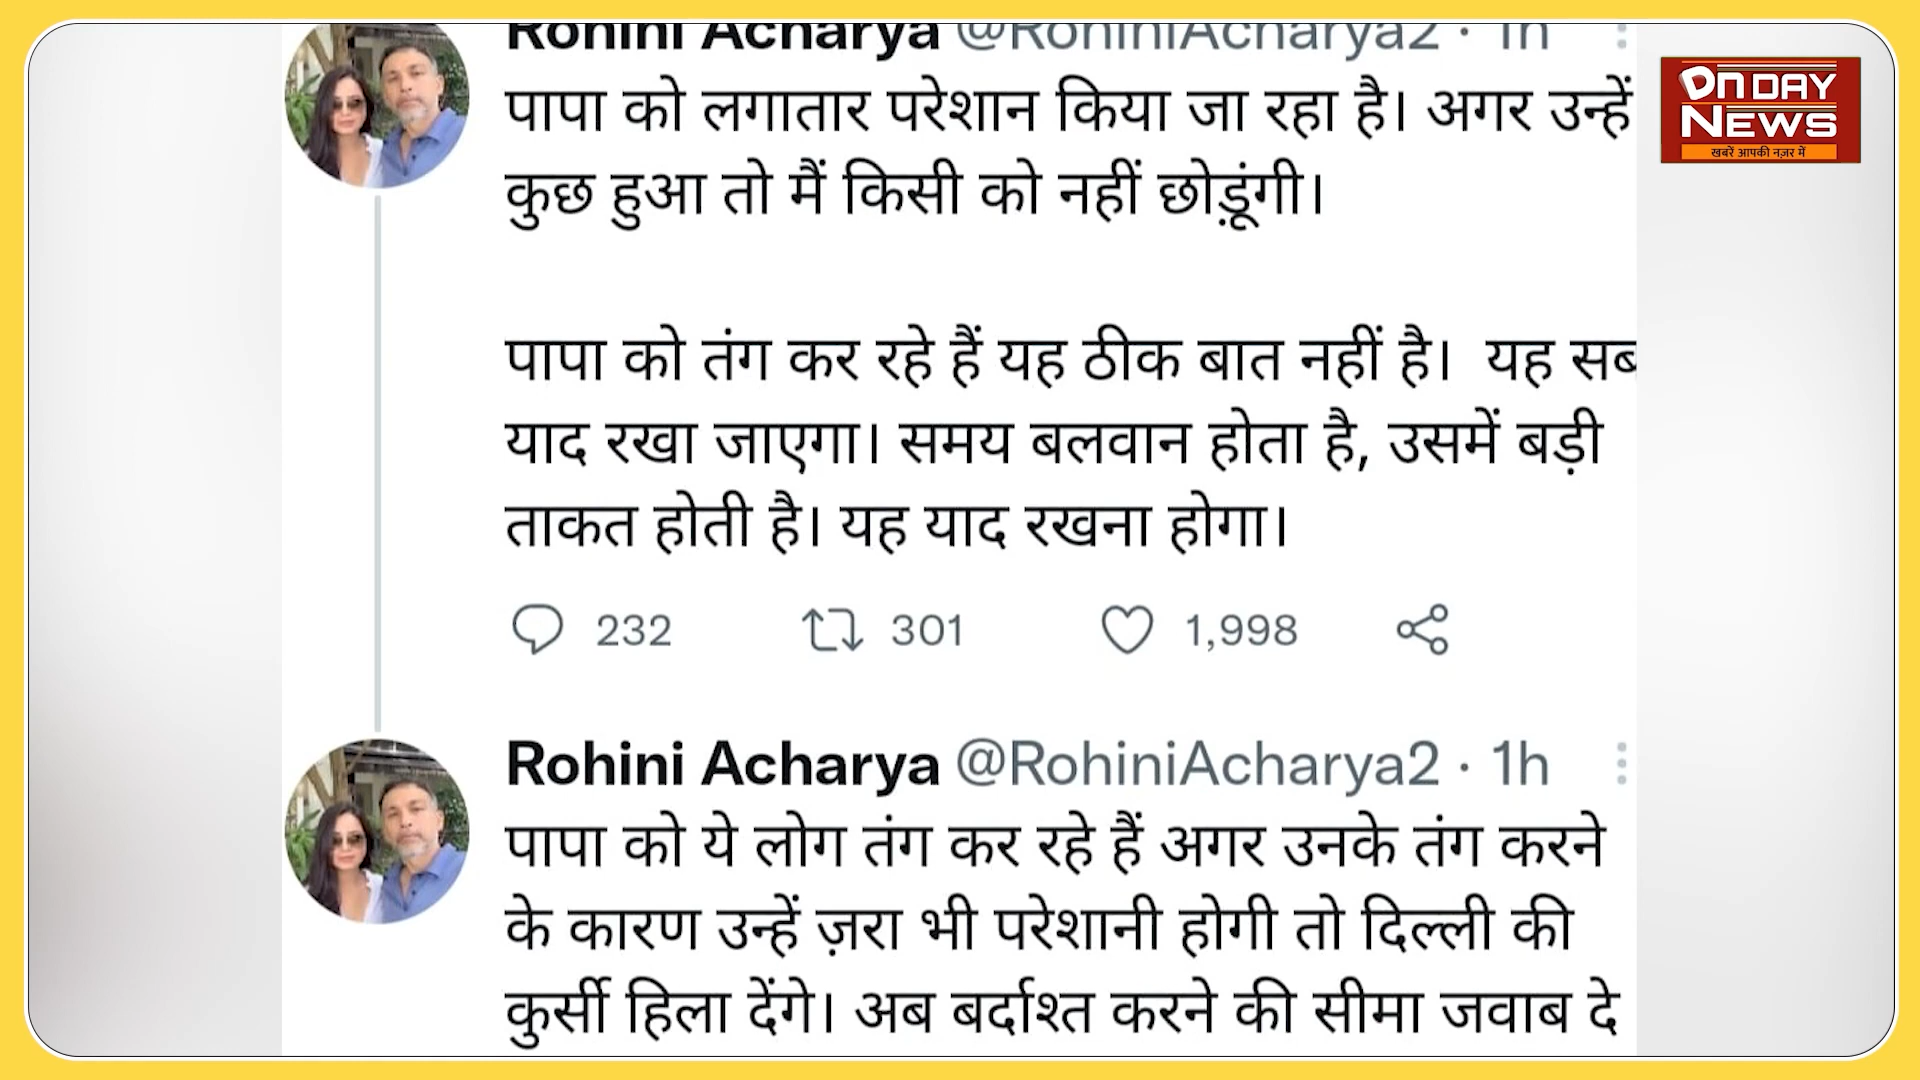 Rohini Acharya @RohiniAcharya2 · 1h
पापा को लगातार परेशान किया जा रहा है। अगर उन्हें
कुछ हुआ तो मैं किसी को नहीं छोड़ूंगी।
पापा को तंग कर रहे हैं यह ठीक बात नहीं है। यह सब
याद रखा जाएगा। समय बलवान होता है, उसमें बड़ी
ताकत होती है। यह याद रखना होगा।
232 301 1,998
Rohini Acharya @RohiniAcharya2 · 1h
पापा को ये लोग तंग कर रहे हैं अगर उनके तंग करने
के कारण उन्हें ज़रा भी परेशानी होगी तो दिल्ली की
कुर्सी हिला देंगे। अब बर्दाश्त करने की सीमा जवाब दे
ON DAY
NEWS
खबरें आपकी नज़र में